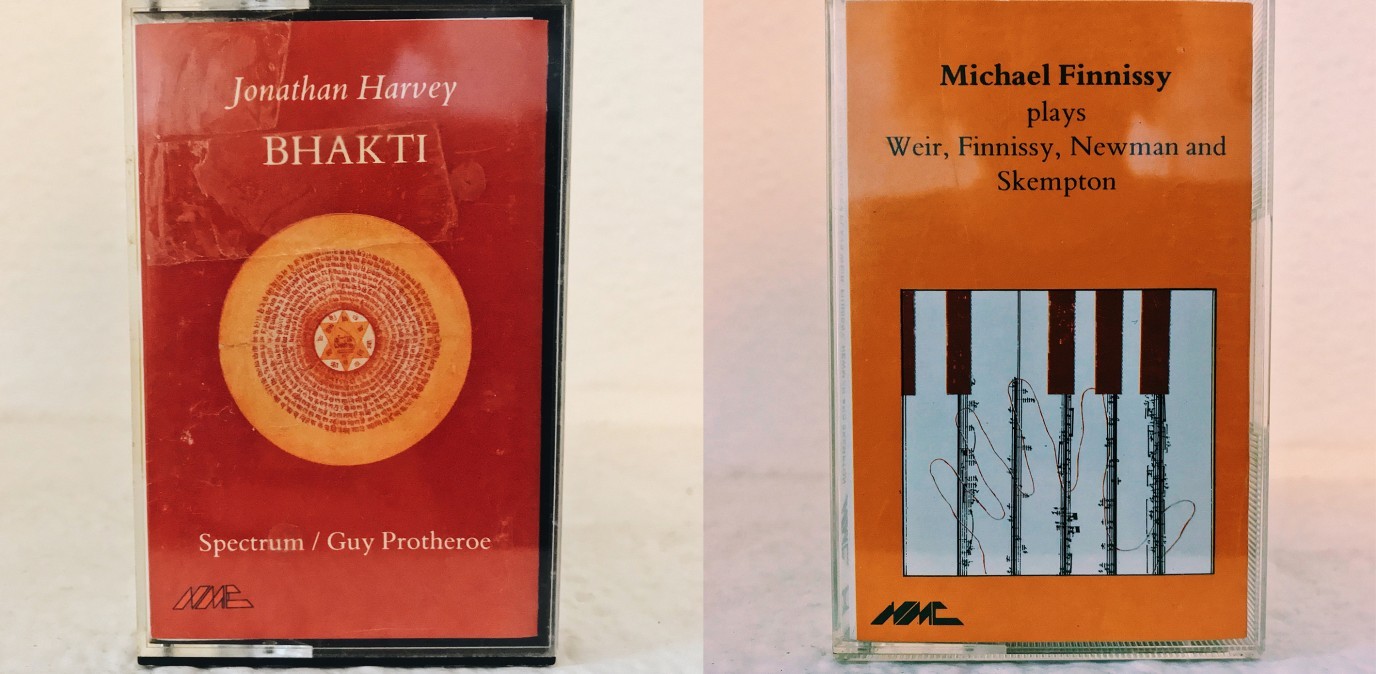 Jonathan Harvey
BHAKTI
Spectrum / Guy Protheroe
NMC
Michael Finnissy
plays
Weir, Finnissy, Newman and
Skempton
NMC